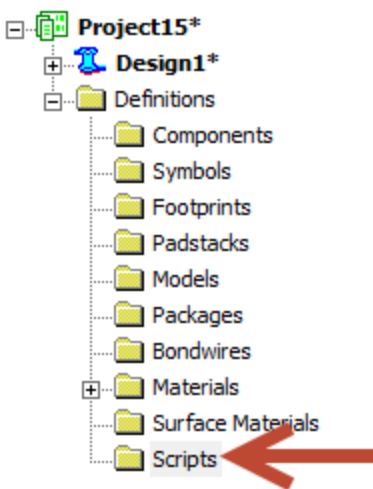 Project15*
Design1*
Definitions
Components
Symbols
Footprints
Padstacks
Models
Packages
Bondwires
Materials
Surface Materials
Scripts